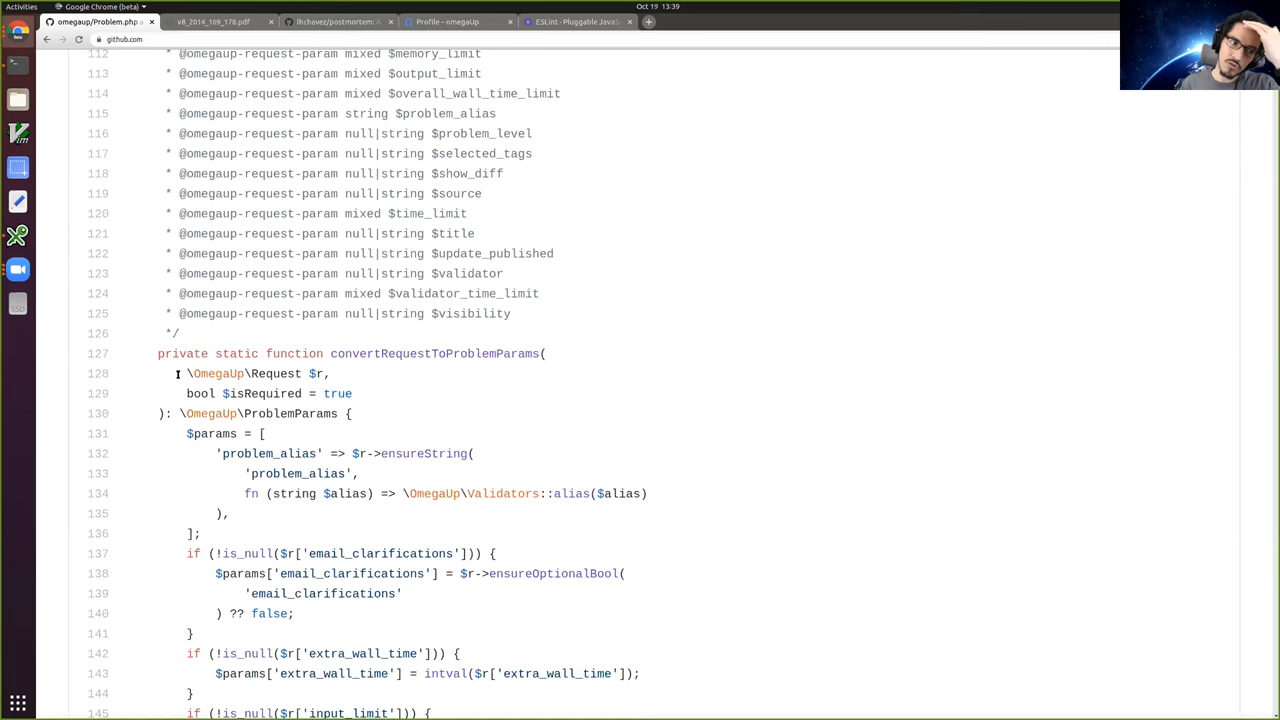 Activities
Google Chrome (beta)
Oct 19 13:39
omegaup/Problem.php a
v8_2014_169_178.pdf
lhchavez/postmortem: A
Profile – omegaUp
ESLint - Pluggable JavaS
github.com
112 * @omegaup-request-param mixed $memory_limit
113 * @omegaup-request-param mixed $output_limit
114 * @omegaup-request-param mixed $overall_wall_time_limit
115 * @omegaup-request-param string $problem_alias
116 * @omegaup-request-param null|string $problem_level
117 * @omegaup-request-param null|string $selected_tags
118 * @omegaup-request-param null|string $show_diff
119 * @omegaup-request-param null|string $source
120 * @omegaup-request-param mixed $time_limit
121 * @omegaup-request-param null|string $title
122 * @omegaup-request-param null|string $update_published
123 * @omegaup-request-param null|string $validator
124 * @omegaup-request-param mixed $validator_time_limit
125 * @omegaup-request-param null|string $visibility
126 */
127 private static function convertRequestToProblemParams(
128 \OmegaUp\Request $r,
129 bool $isRequired = true
130 ): \OmegaUp\ProblemParams {
131 $params = [
132 'problem_alias' => $r->ensureString(
133 'problem_alias',
134 fn (string $alias) => \OmegaUp\Validators::alias($alias)
135 ),
136 ];
137 if (!is_null($r['email_clarifications'])) {
138 $params['email_clarifications'] = $r->ensureOptionalBool(
139 'email_clarifications'
140 ) ?? false;
141 }
142 if (!is_null($r['extra_wall_time'])) {
143 $params['extra_wall_time'] = intval($r['extra_wall_time']);
144 }
145 if (!is_null($r['input_limit'])) {